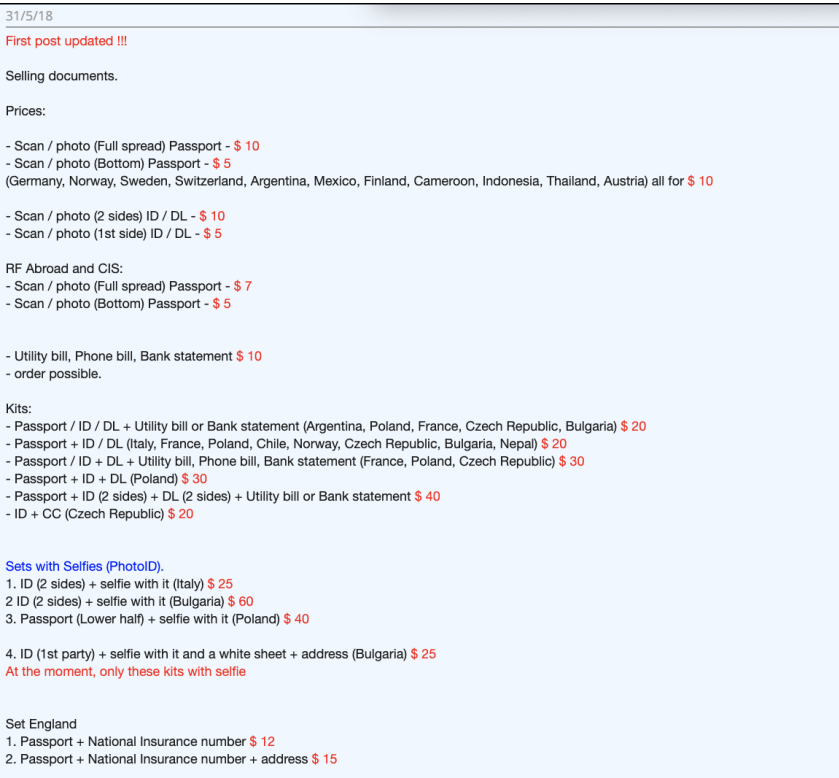 31/5/18
First post updated !!!
Selling documents.
Prices:
- Scan / photo (Full spread) Passport - $ 10
- Scan / photo (Bottom) Passport - $ 5
(Germany, Norway, Sweden, Switzerland, Argentina, Mexico, Finland, Cameroon, Indonesia, Thailand, Austria) all for $ 10
- Scan / photo (2 sides) ID / DL - $ 10
- Scan / photo (1st side) ID / DL - $ 5
RF Abroad and CIS:
- Scan / photo (Full spread) Passport - $ 7
- Scan / photo (Bottom) Passport - $ 5
- Utility bill, Phone bill, Bank statement $ 10
- order possible.
Kits:
- Passport / ID / DL + Utility bill or Bank statement (Argentina, Poland, France, Czech Republic, Bulgaria) $ 20
- Passport + ID / DL (Italy, France, Poland, Chile, Norway, Czech Republic, Bulgaria, Nepal) $ 20
- Passport / ID + DL + Utility bill, Phone bill, Bank statement (France, Poland, Czech Republic) $ 30
- Passport + ID + DL (Poland) $ 30
- Passport + ID (2 sides) + DL (2 sides) + Utility bill or Bank statement $ 40
- ID + CC (Czech Republic) $ 20
Sets with Selfies (PhotoID).
1. ID (2 sides) + selfie with it (Italy) $ 25
2 ID (2 sides) + selfie with it (Bulgaria) $ 60
3. Passport (Lower half) + selfie with it (Poland) $ 40
4. ID (1st party) + selfie with it and a white sheet + address (Bulgaria) $ 25
At the moment, only these kits with selfie
Set England
1. Passport + National Insurance number $ 12
2. Passport + National Insurance number + address $ 15